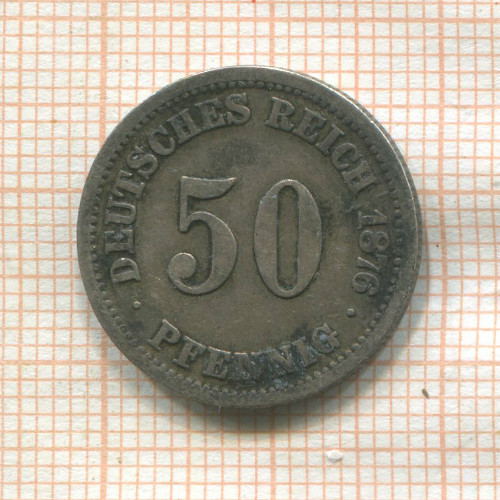 DEUTSCHES REICH 1876
50
· PFENNIG ·